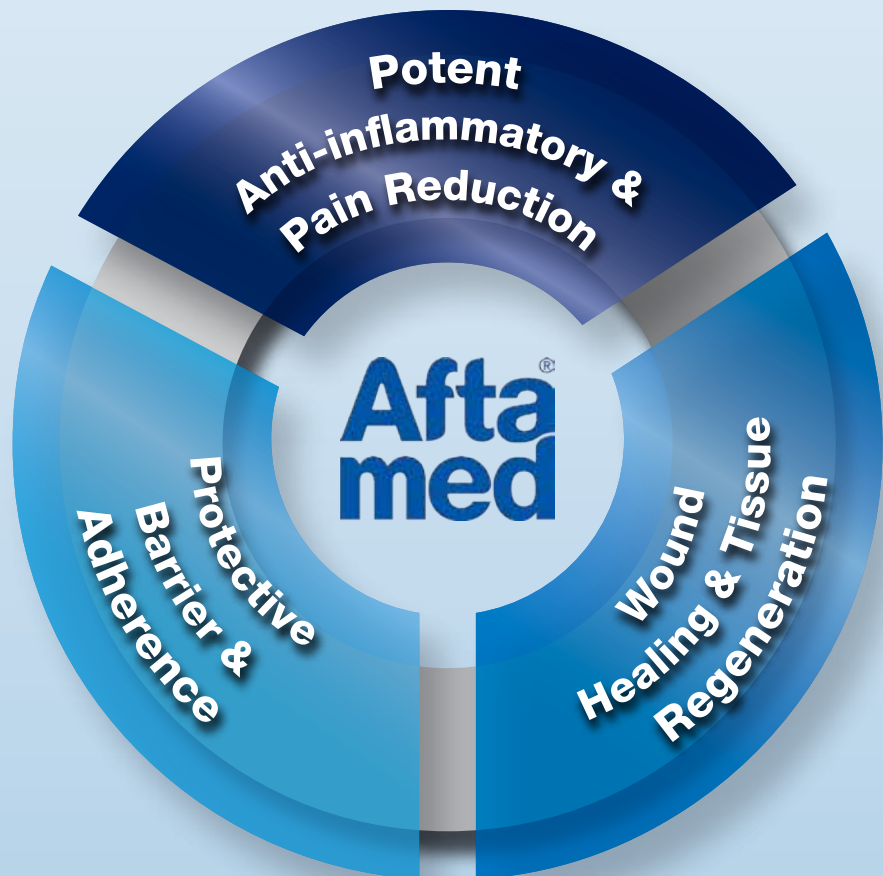 Potent
Anti-inflammatory &
Pain Reduction
Afta®
med
Protective
Barrier &
Adherence
Wound
Healing & Tissue
Regeneration